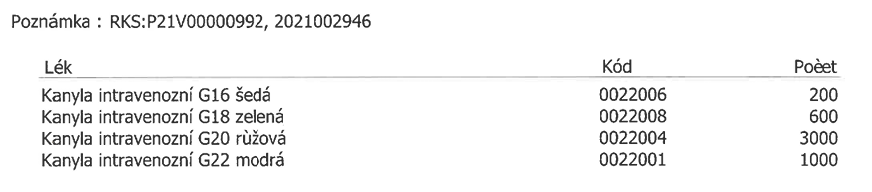 Poznámka : RKS:P21V00000992, 2021002946
Lék Kód Poèet
Kanyla intravenozní G16 šedá 0022006 200
Kanyla intravenozní G18 zelená 0022008 600
Kanyla intravenozní G20 rùžová 0022004 3000
Kanyla intravenozní G22 modrá 0022001 1000